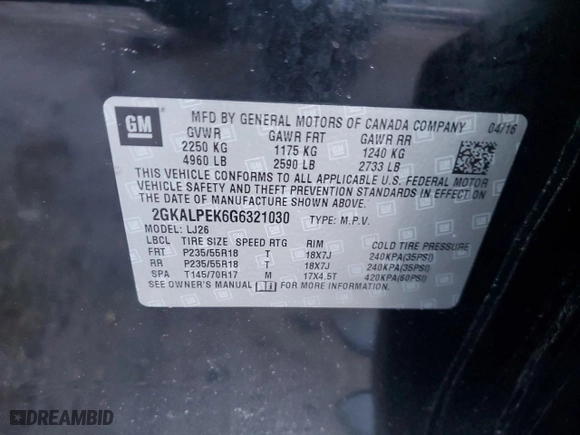 GM
MFD BY GENERAL MOTORS OF CANADA COMPANY 04/16
GVWR GAWR FRT GAWR RR
2250 KG 1175 KG 1240 KG
4960 LB 2590 LB 2733 LB
THIS VEHICLE CONFORMS TO ALL APPLICABLE U.S. FEDERAL MOTOR
VEHICLE SAFETY AND THEFT PREVENTION STANDARDS IN EFFECT ON
THE DATE OF MANUFACTURE SHOWN ABOVE.
2GKALPEK6G6321030 TYPE: M.P.V.
MODEL: LJ26
LBCL TIRE SIZE SPEED RTG RIM COLD TIRE PRESSURE
FRT P235/55R18 T 18X7J 240KPA(35PSI)
RR P235/55R18 T 18X7J 240KPA(35PSI)
SPA T145/70R17 M 17X4.5T 420KPA(60PSI)
SEE OWNER'S MANUAL FOR MORE INFORMATION
DREAMBID